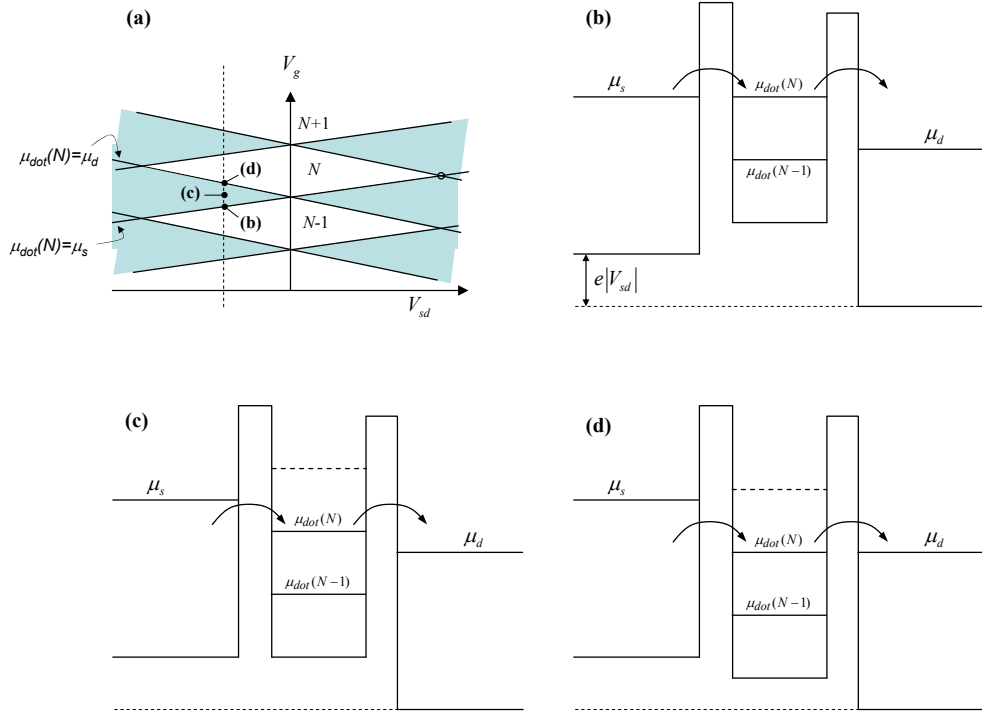 (a)
V_g
N+1
μ_dot(N)=μ_d
(d)
N
(c)
(b)
N-1
μ_dot(N)=μ_s
V_sd
(b)
μ_s
μ_dot(N)
μ_d
μ_dot(N−1)
e|V_sd|
(c)
μ_s
μ_dot(N)
μ_d
μ_dot(N−1)
(d)
μ_s
μ_dot(N)
μ_d
μ_dot(N−1)